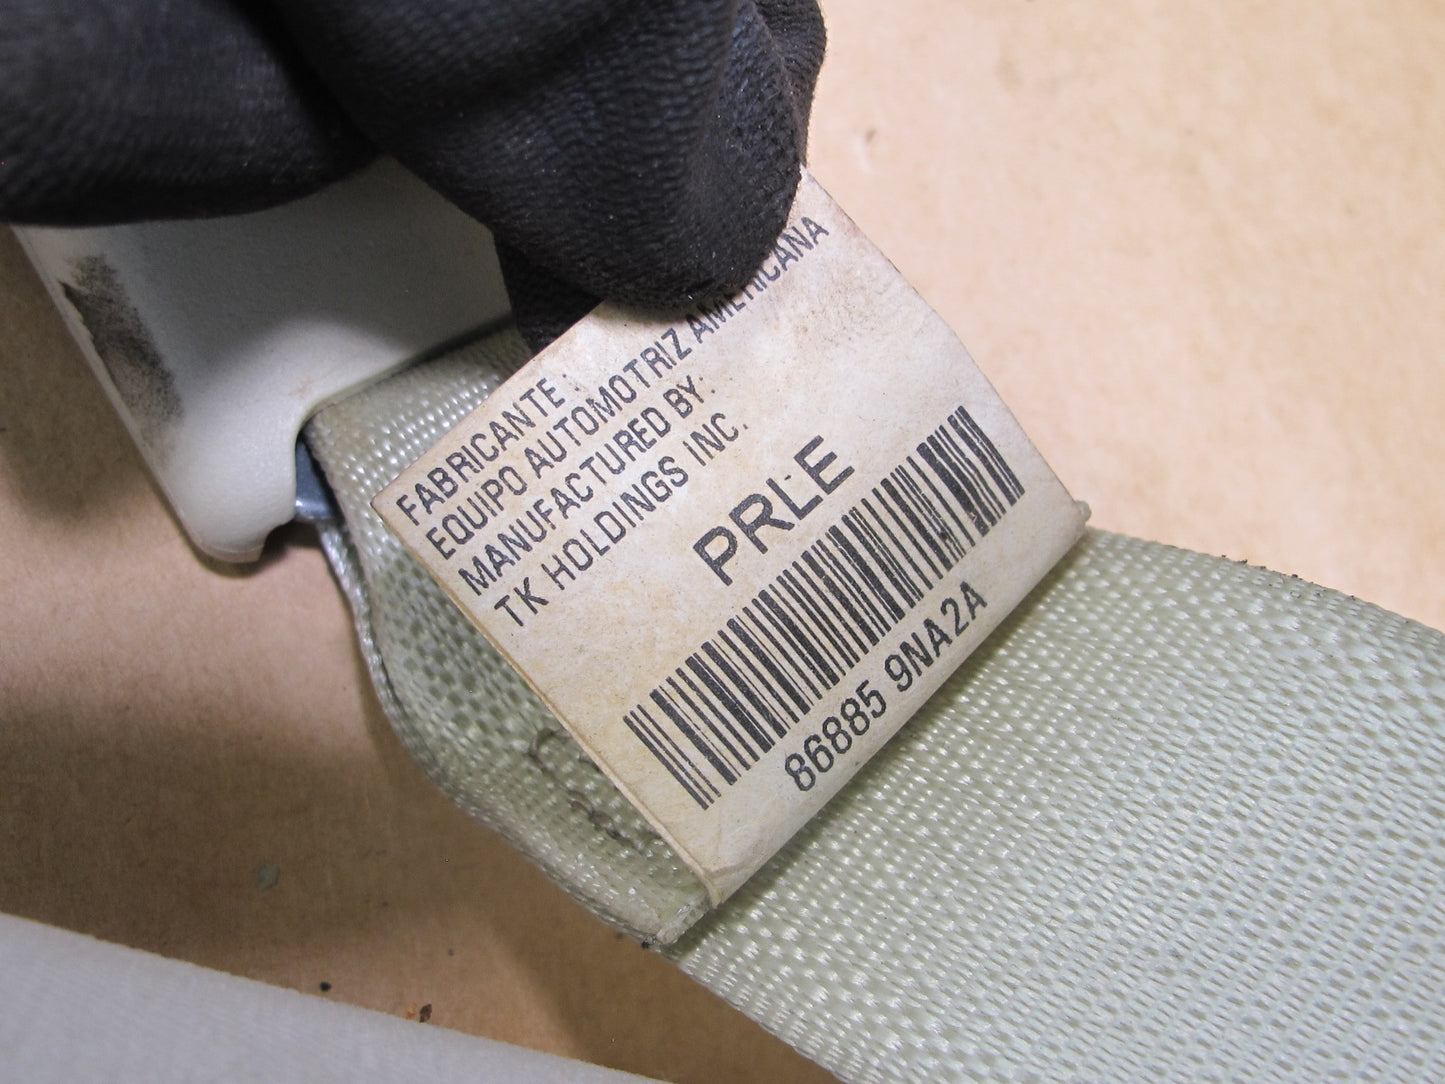 FABRICANTE :
EQUIPO AUTOMOTRIZ AMERICANA
MANUFACTURED BY:
TK HOLDINGS INC.
PRLE
86885 9NA2A